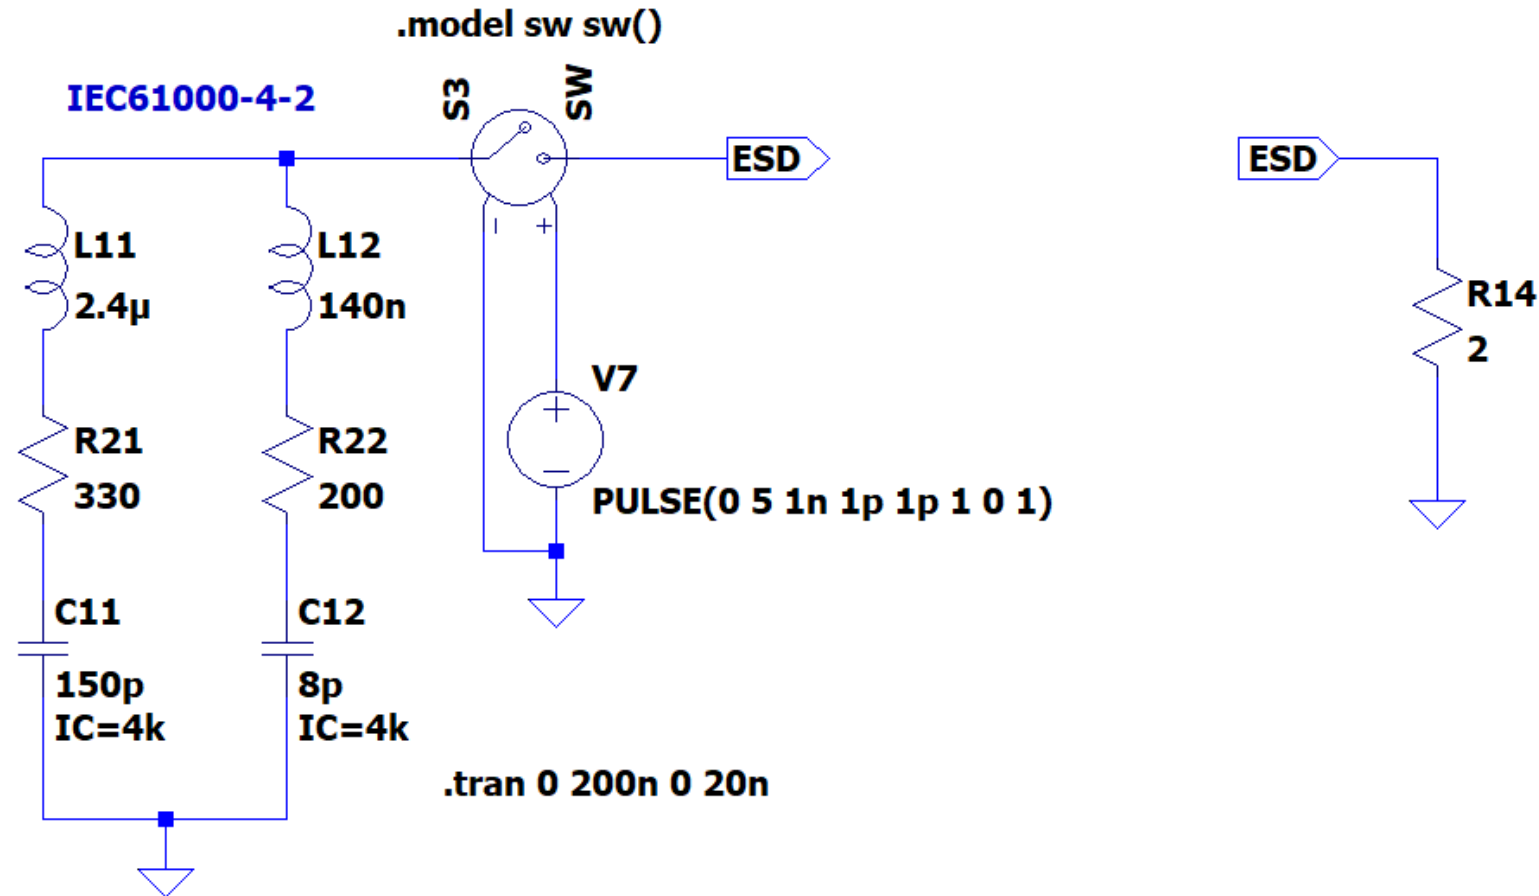 .model sw sw()
IEC61000-4-2
S3
SW
ESD
ESD
L11
2.4µ
L12
140n
R14
2
V7
R21
330
R22
200
PULSE(0 5 1n 1p 1p 1 0 1)
C11
150p
IC=4k
C12
8p
IC=4k
.tran 0 200n 0 20n